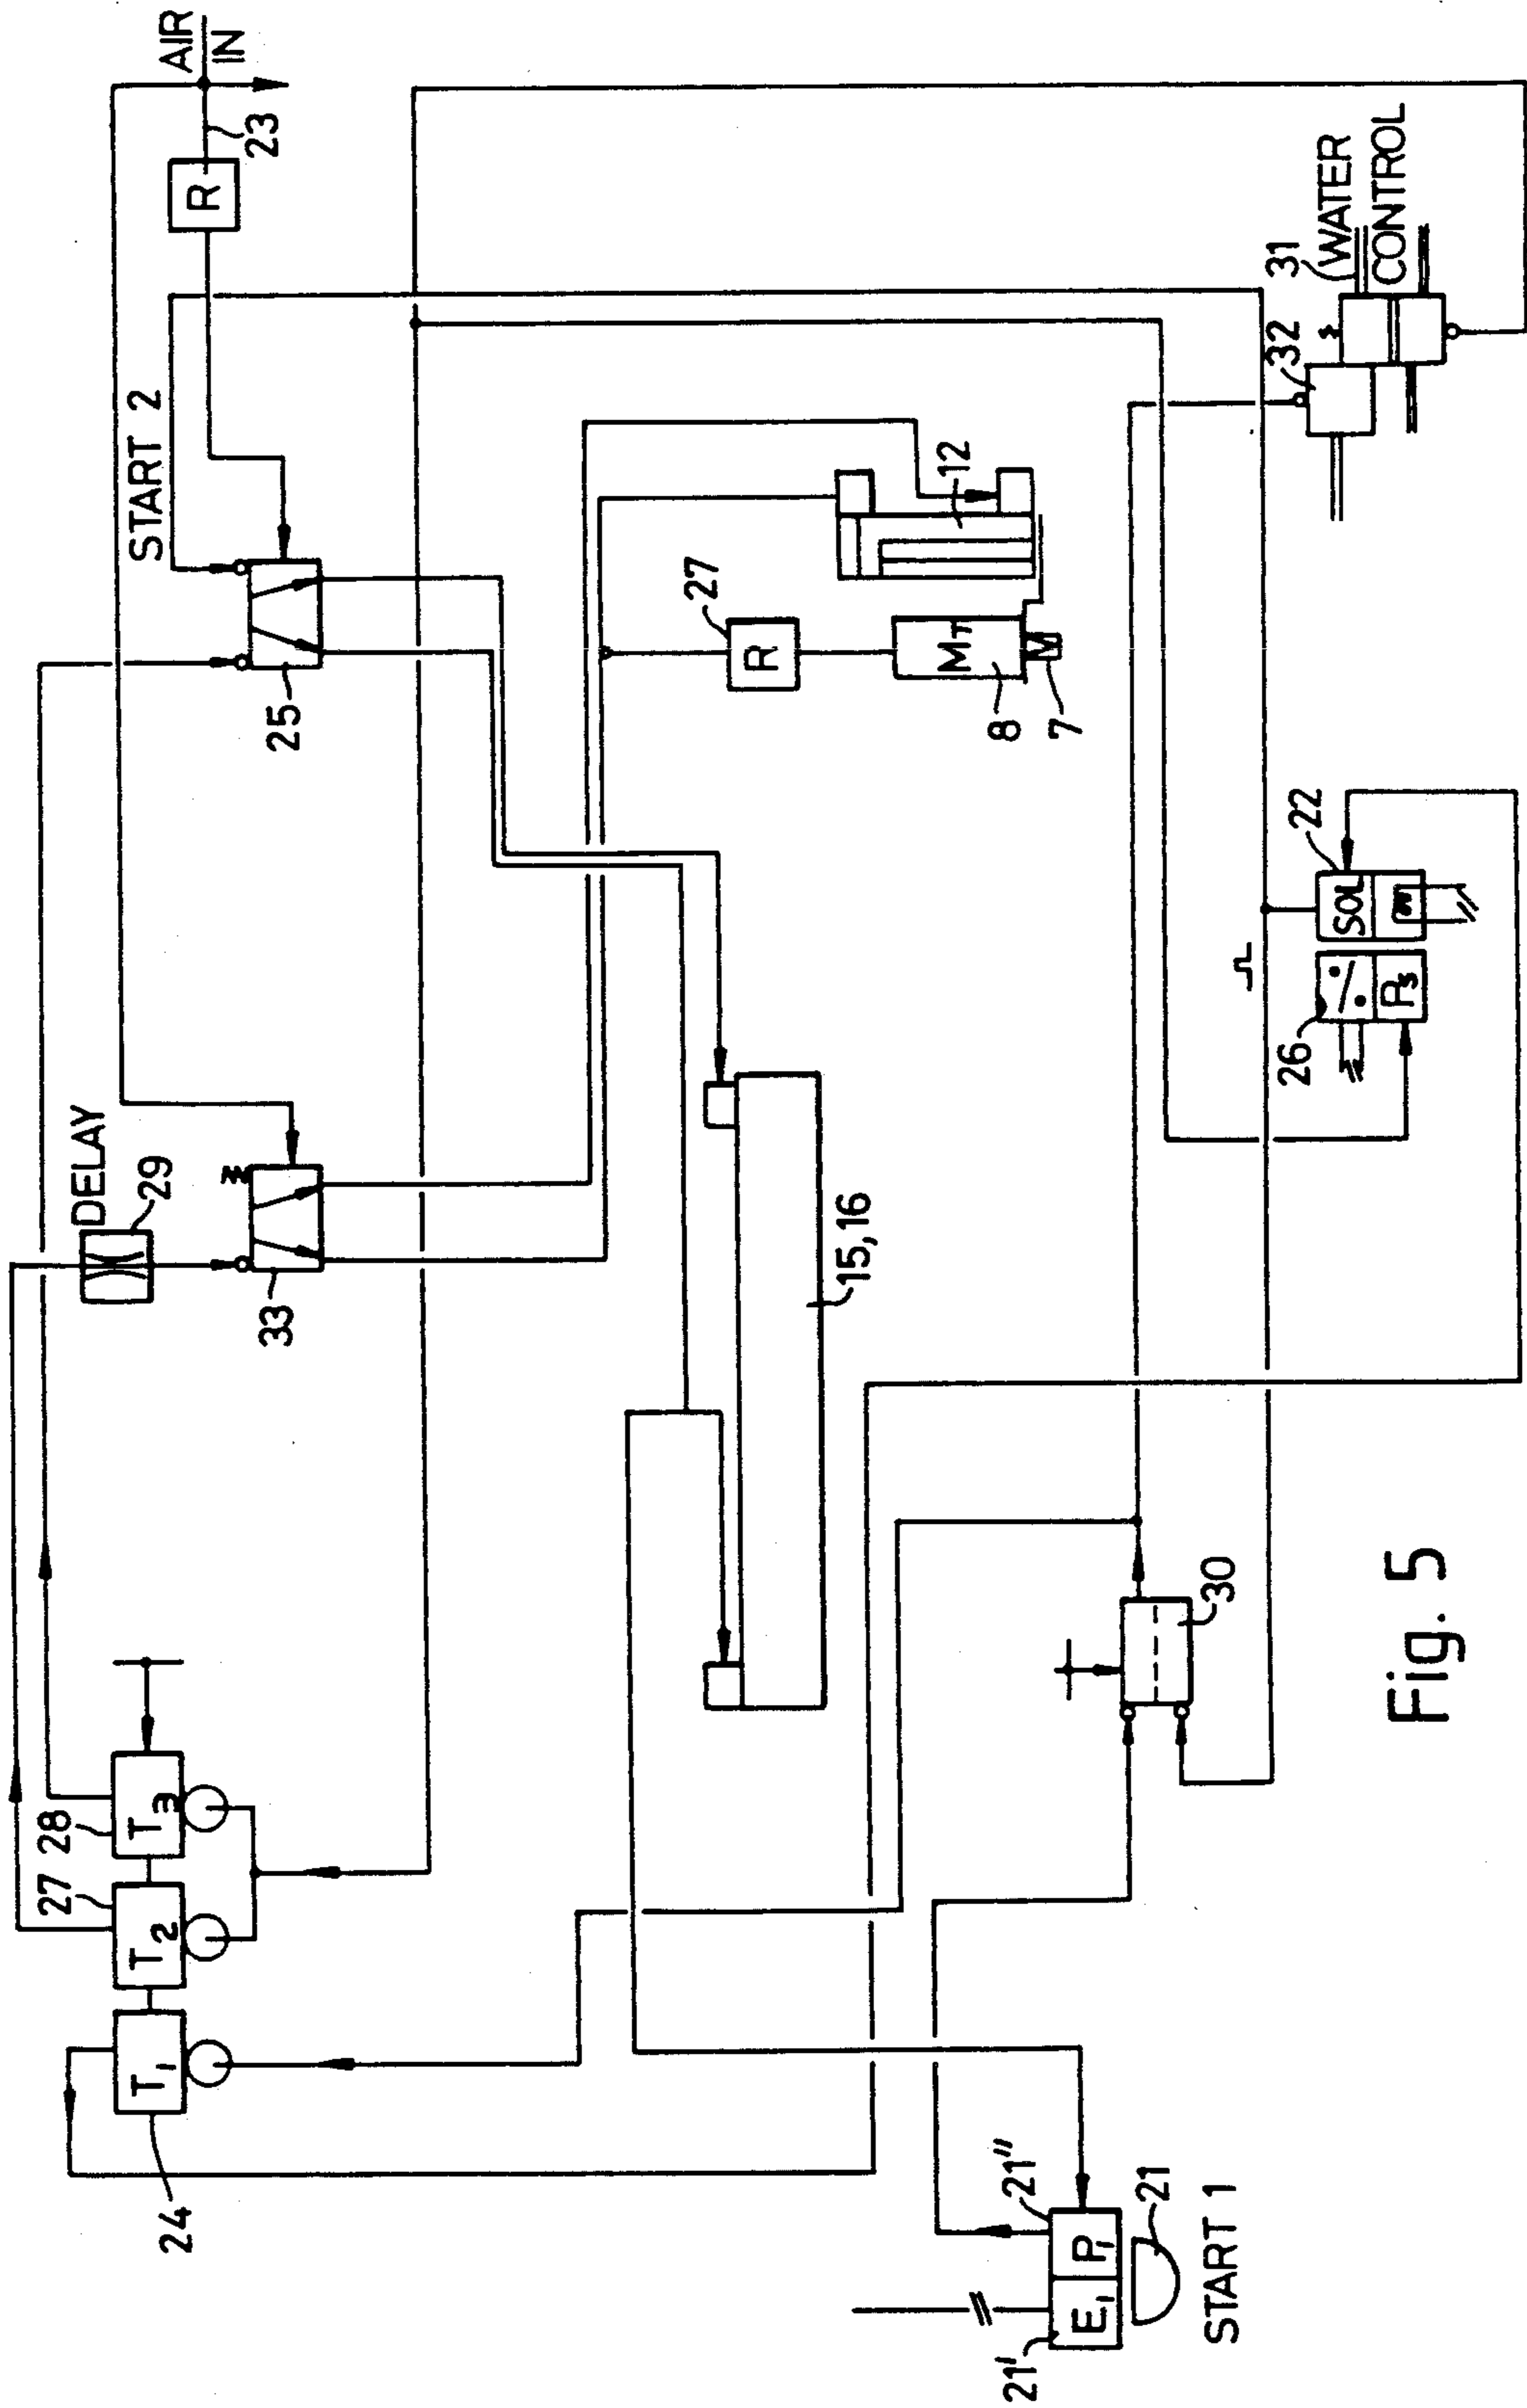 AIR
IN
23
R
START 2
25
DELAY
29
33
28
27
T3
T2
T1
24
27
R
MT
8
M
7
12
15,16
31
WATER
CONTROL
32
22
SOL
26
P3
30
21"
21'
E1
P1
21
START 1
Fig. 5